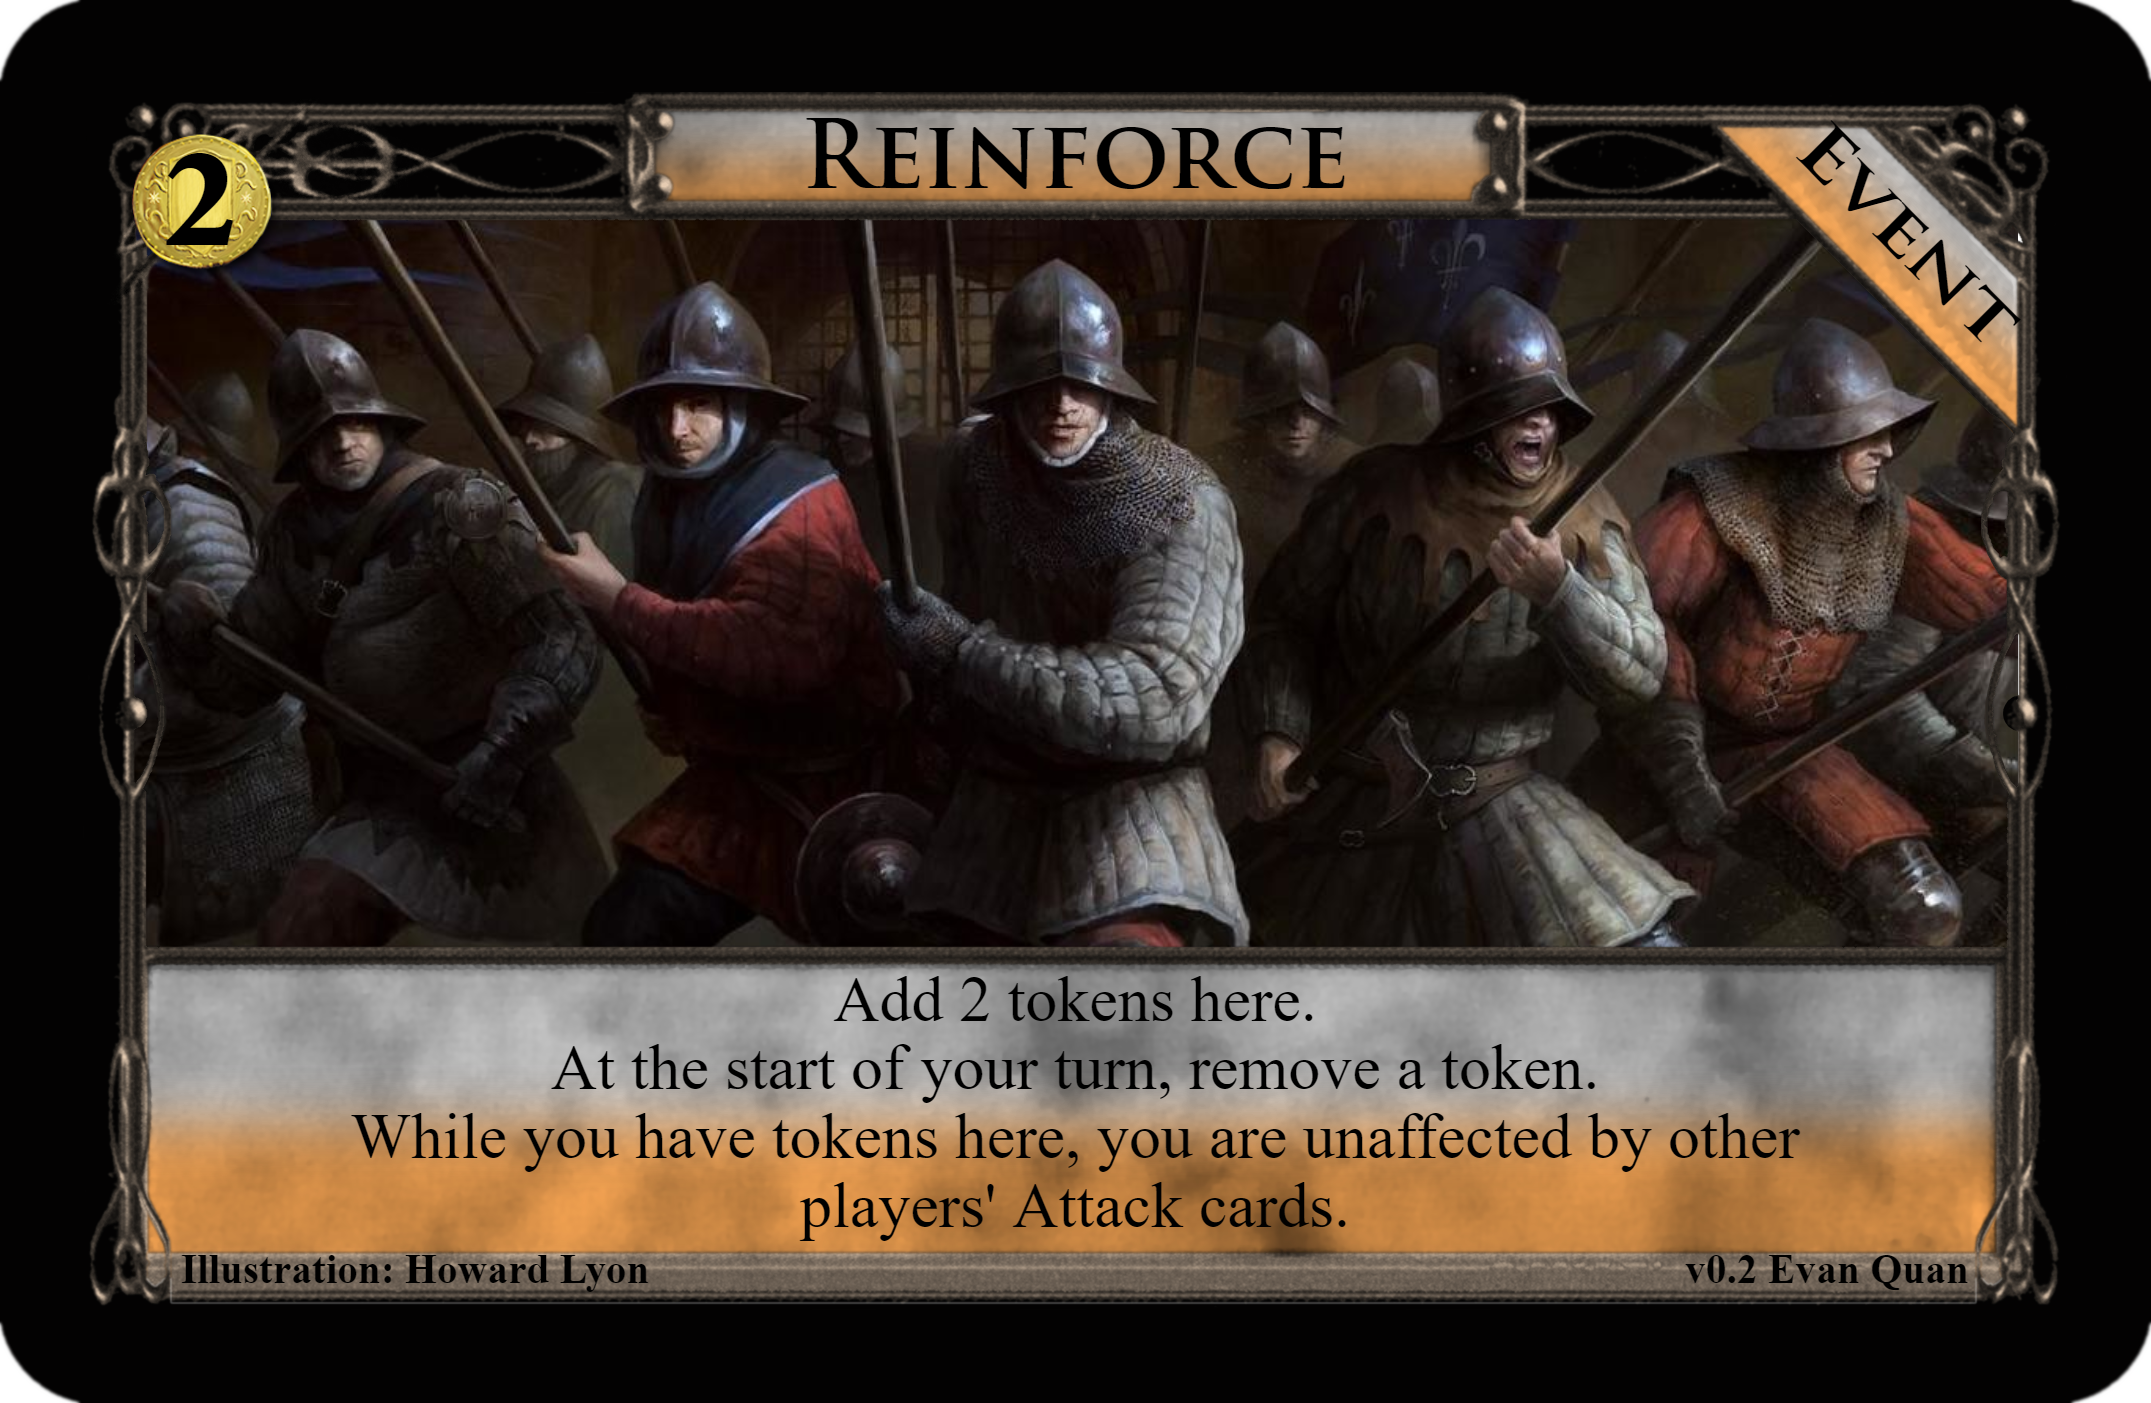 2
REINFORCE
EVENT
Add 2 tokens here.
At the start of your turn, remove a token.
While you have tokens here, you are unaffected by other
players' Attack cards.
Illustration: Howard Lyon
v0.2 Evan Quan